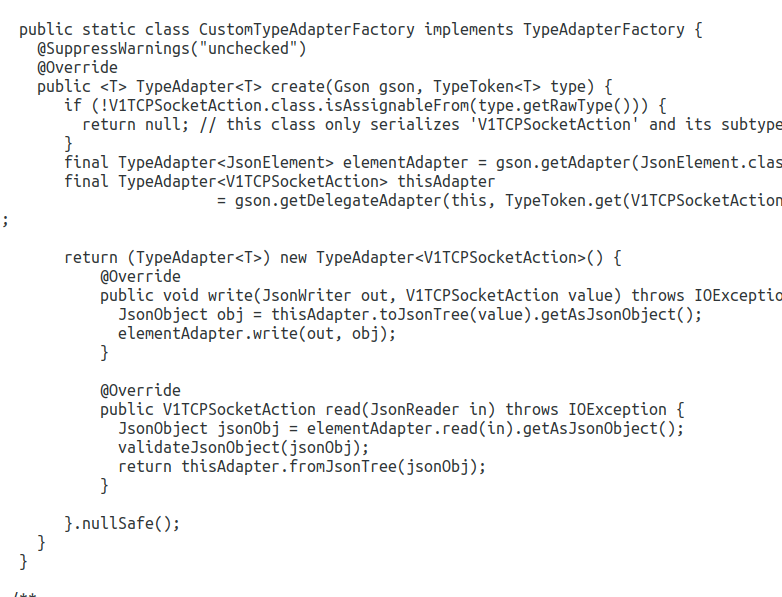 public static class CustomTypeAdapterFactory implements TypeAdapterFactory {
@SuppressWarnings("unchecked")
@Override
public <T> TypeAdapter<T> create(Gson gson, TypeToken<T> type) {
if (!V1TCPSocketAction.class.isAssignableFrom(type.getRawType())) {
return null; // this class only serializes 'V1TCPSocketAction' and its subtype
}
final TypeAdapter<JsonElement> elementAdapter = gson.getAdapter(JsonElement.clas
final TypeAdapter<V1TCPSocketAction> thisAdapter
= gson.getDelegateAdapter(this, TypeToken.get(V1TCPSocketAction
;
return (TypeAdapter<T>) new TypeAdapter<V1TCPSocketAction>() {
@Override
public void write(JsonWriter out, V1TCPSocketAction value) throws IOExceptio
JsonObject obj = thisAdapter.toJsonTree(value).getAsJsonObject();
elementAdapter.write(out, obj);
}
@Override
public V1TCPSocketAction read(JsonReader in) throws IOException {
JsonObject jsonObj = elementAdapter.read(in).getAsJsonObject();
validateJsonObject(jsonObj);
return thisAdapter.fromJsonTree(jsonObj);
}
}.nullSafe();
}
}
/**